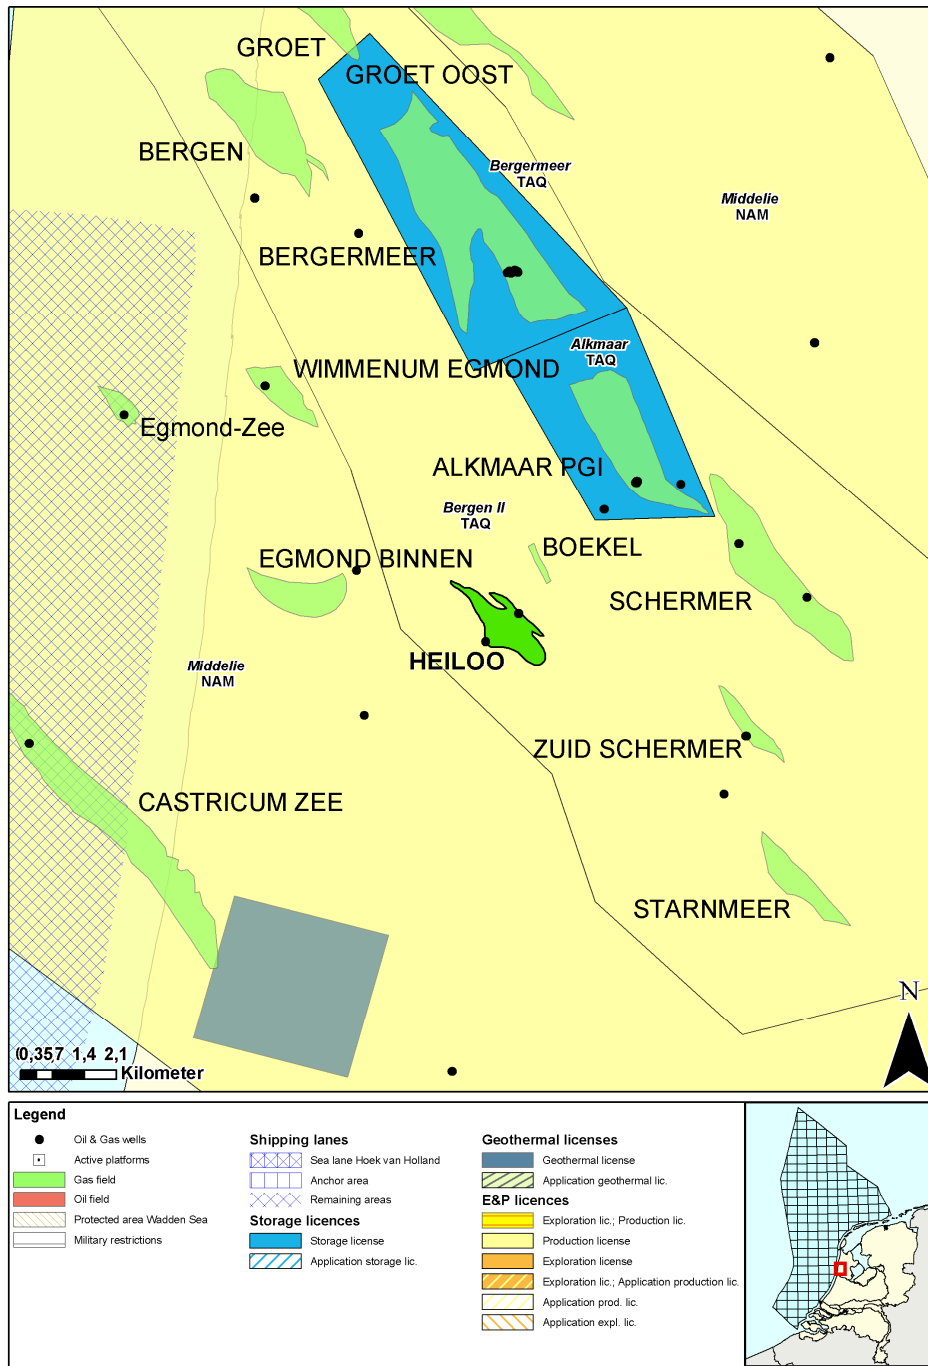 GROET
GROET OOST
BERGEN
Bergermeer
TAQ
Middelie
NAM
BERGERMEER
Alkmaar
TAQ
WIMMENUM EGMOND
Egmond-Zee
ALKMAAR PGI
Bergen II
TAQ
EGMOND BINNEN
BOEKEL
SCHERMER
HEILOO
Middelie
NAM
ZUID SCHERMER
CASTRICUM ZEE
STARNMEER
N
0 0,35 0,7 1,4 2,1
Kilometer
Legend
Oil & Gas wells
Active platforms
Gas field
Oil field
Protected area Wadden Sea
Military restrictions
Shipping lanes
Sea lane Hoek van Holland
Anchor area
Remaining areas
Storage licences
Storage license
Application storage lic.
Geothermal licenses
Geothermal license
Application geothermal lic.
E&P licences
Exploration lic.; Production lic.
Production license
Exploration license
Exploration lic.; Application production lic.
Application prod. lic.
Application expl. lic.